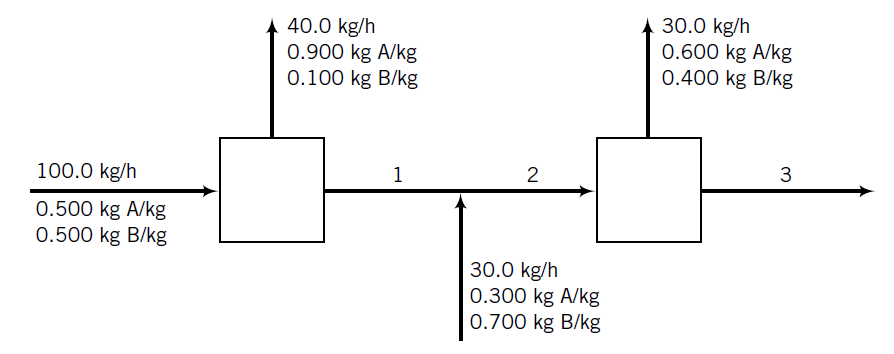 40.0 kg/h
0.900 kg A/kg
0.100 kg B/kg
30.0 kg/h
0.600 kg A/kg
0.400 kg B/kg
100.0 kg/h
0.500 kg A/kg
0.500 kg B/kg
1
2
3
30.0 kg/h
0.300 kg A/kg
0.700 kg B/kg